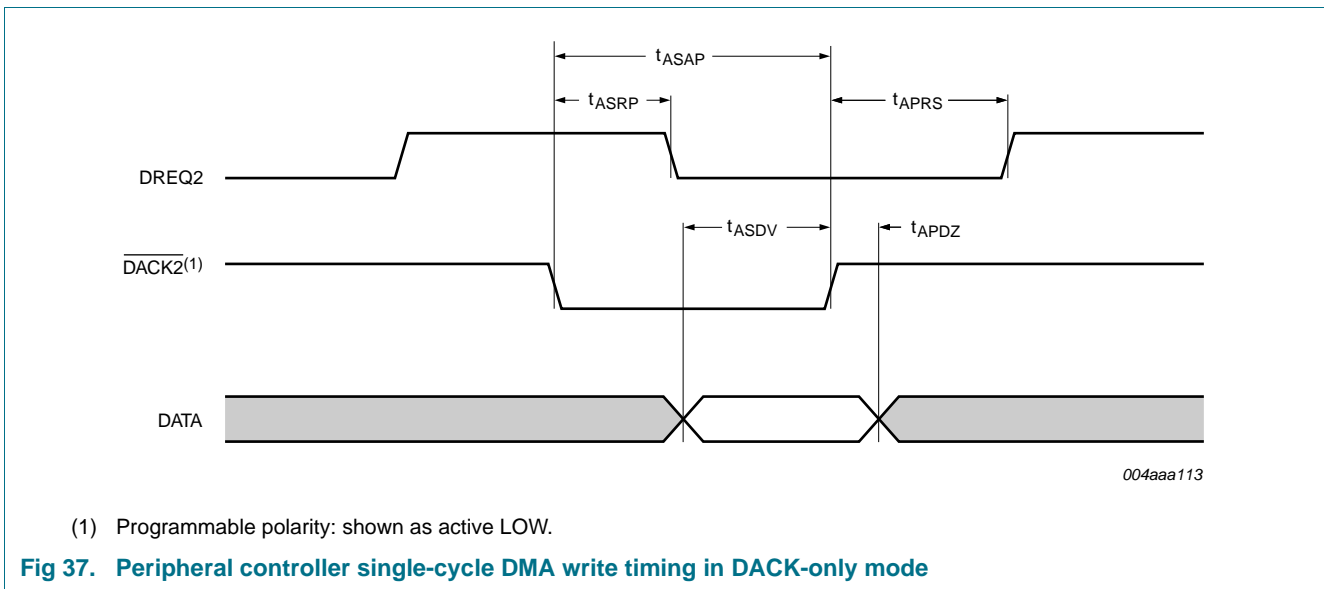 tASAP
tASRP
tAPRS
DREQ2
tASDV
tAPDZ
DACK2(1)
DATA
004aaa113
(1) Programmable polarity: shown as active LOW.
Fig 37. Peripheral controller single-cycle DMA write timing in DACK-only mode